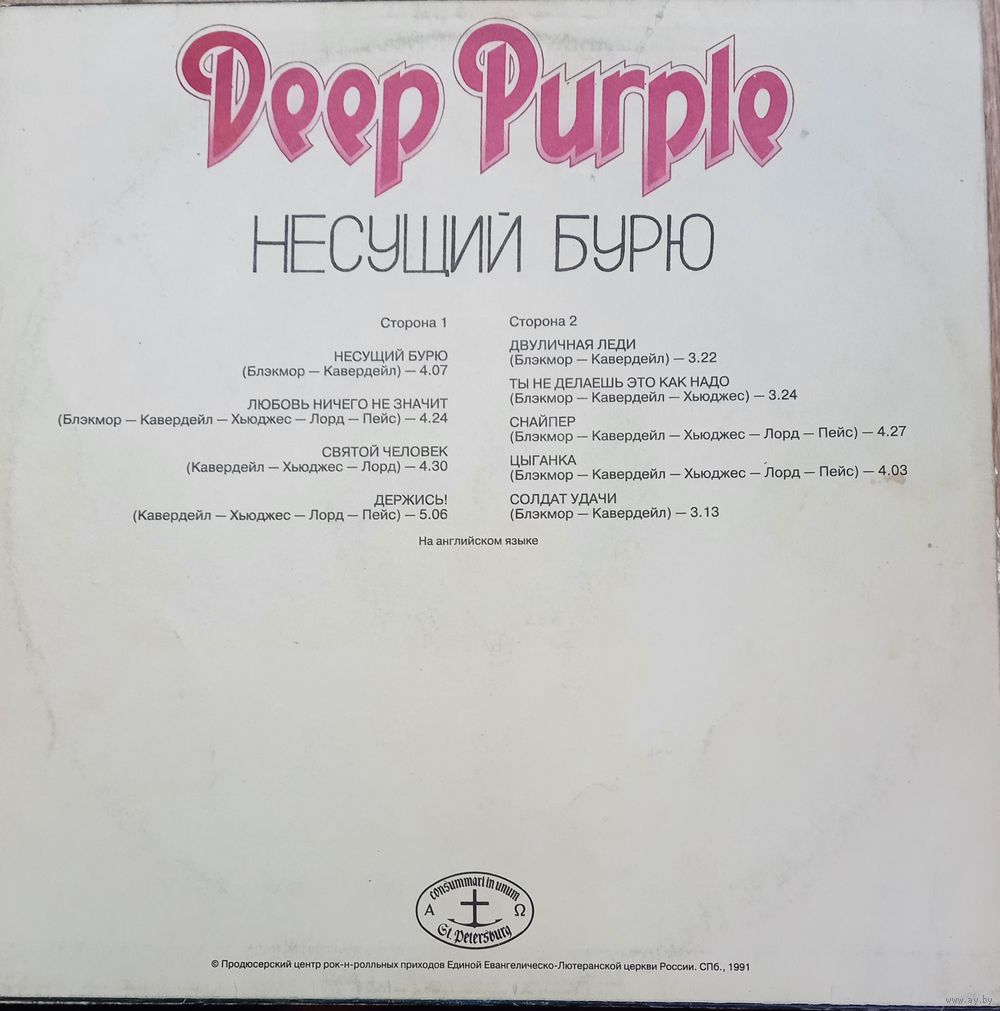 Deep Purple
НЕСУЩИЙ БУРЮ
Сторона 1
НЕСУЩИЙ БУРЮ
(Блэкмор — Кавердейл) — 4.07
ЛЮБОВЬ НИЧЕГО НЕ ЗНАЧИТ
(Блэкмор — Кавердейл — Хьюджес — Лорд — Пейс) — 4.24
СВЯТОЙ ЧЕЛОВЕК
(Кавердейл — Хьюджес — Лорд) — 4.30
ДЕРЖИСЬ!
(Кавердейл — Хьюджес — Лорд — Пейс) — 5.06
Сторона 2
ДВУЛИЧНАЯ ЛЕДИ
(Блэкмор — Кавердейл) — 3.22
ТЫ НЕ ДЕЛАЕШЬ ЭТО КАК НАДО
(Блэкмор — Кавердейл — Хьюджес) — 3.24
СНАЙПЕР
(Блэкмор — Кавердейл — Хьюджес — Лорд — Пейс) — 4.27
ЦЫГАНКА
(Блэкмор — Кавердейл — Хьюджес — Лорд — Пейс) — 4.03
СОЛДАТ УДАЧИ
(Блэкмор — Кавердейл) — 3.13
На английском языке
consummari in unum
Α Ω
St. Petersburg
© Продюсерский центр рок-н-ролльных приходов Единой Евангелическо-Лютеранской церкви России. СПб., 1991
www.ay.by